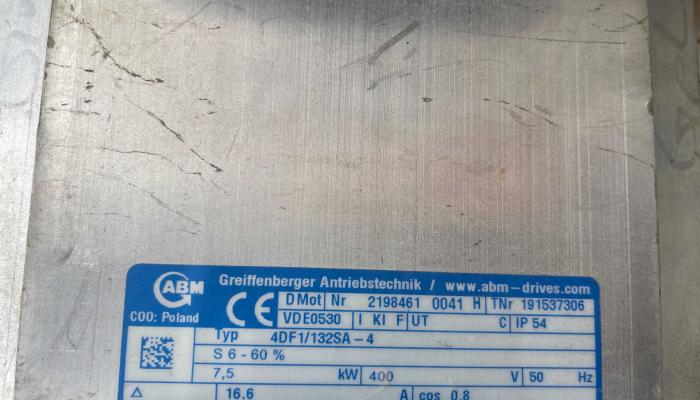 ABM
Greiffenberger Antriebstechnik / www.abm-drives.com
COO: Poland
CE
D Mot Nr 2198461 0041 H TNr 191537306
VDE0530 I KI F UT C IP 54
Typ 4DF1/132SA-4
S 6 - 60 %
7,5 kW 400 V 50 Hz
Δ 16,6 A cos 0,8